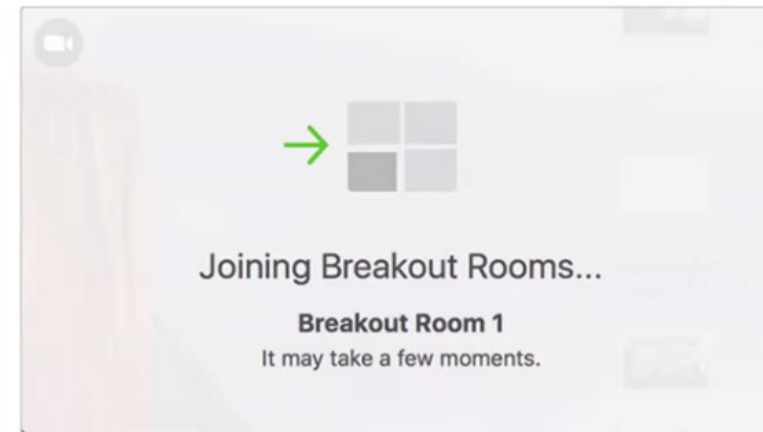 Joining Breakout Rooms...
Breakout Room 1
It may take a few moments.